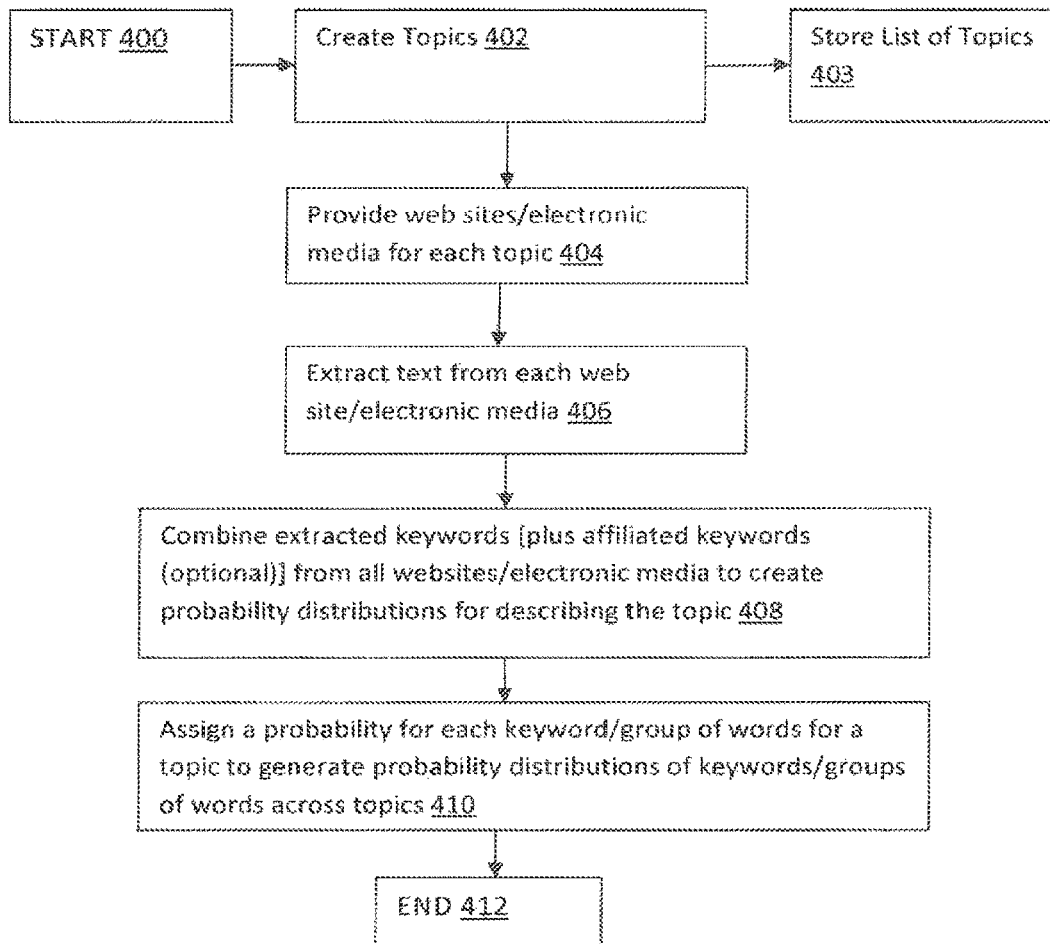 START 400
Create Topics 402
Store List of Topics
403
Provide web sites/electronic
media for each topic 404
Extract text from each web
site/electronic media 406
Combine extracted keywords [plus affiliated keywords
(optional)] from all websites/electronic media to create
probability distributions for describing the topic 408
Assign a probability for each keyword/group of words for a
topic to generate probability distributions of keywords/groups
of words across topics 410
END 412